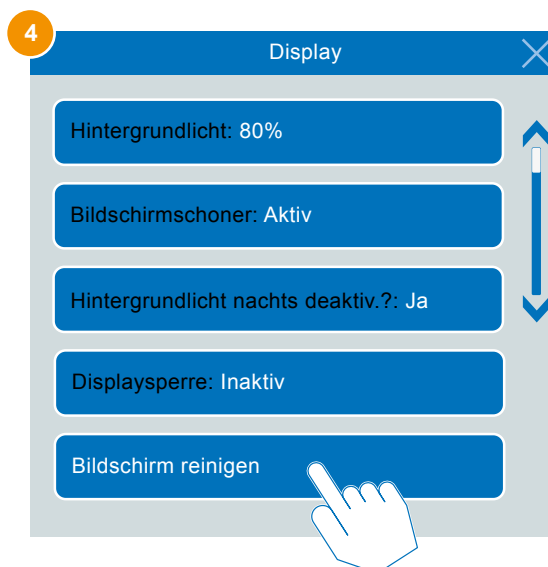 4
Display
Hintergrundlicht: 80%
Bildschirmschoner: Aktiv
Hintergrundlicht nachts deaktiv.?: Ja
Displaysperre: Inaktiv
Bildschirm reinigen